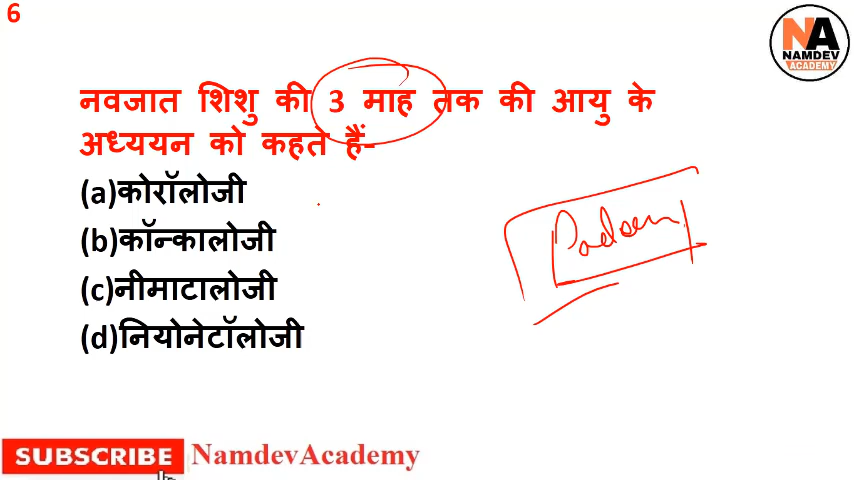 6
NA
NAMDEV
ACADEMY
नवजात शिशु की 3 माह तक की आयु के
अध्ययन को कहते हैं-
(a)कोरॉलोजी
(b)कॉन्कालोजी
(c)नीमाटालोजी
(d)नियोनेटॉलोजी
SUBSCRIBE NamdevAcademy